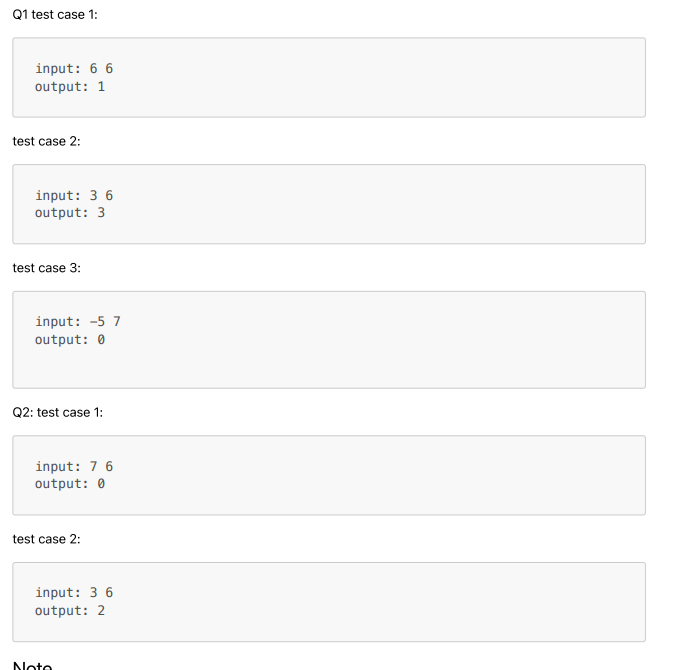 Q1 test case 1:
input: 6 6
output: 1
test case 2:
input: 3 6
output: 3
test case 3:
input: -5 7
output: 0
Q2: test case 1:
input: 7 6
output: 0
test case 2:
input: 3 6
output: 2
Note